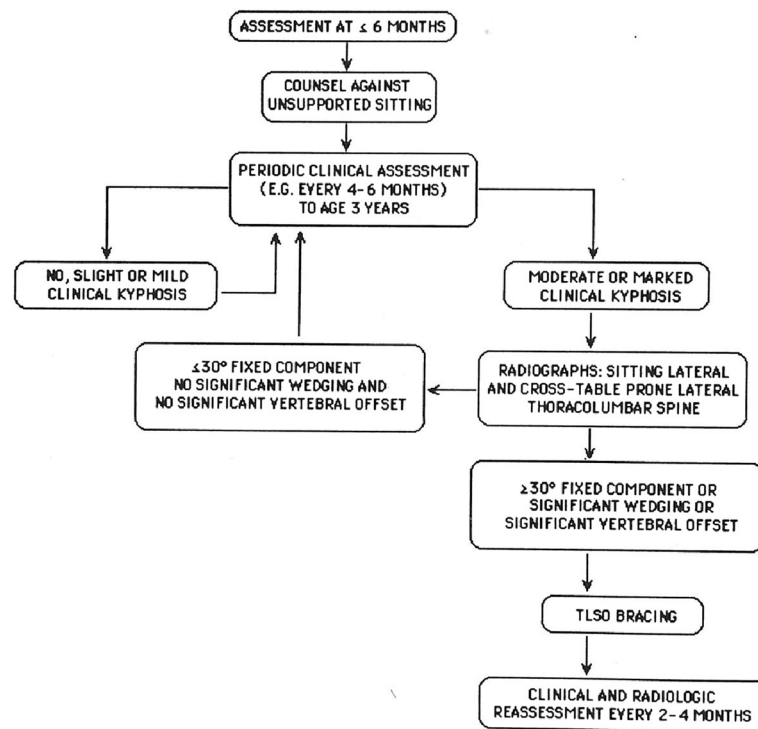 ASSESSMENT AT ≤ 6 MONTHS
COUNSEL AGAINST
UNSUPPORTED SITTING
PERIODIC CLINICAL ASSESSMENT
(E.G. EVERY 4-6 MONTHS)
TO AGE 3 YEARS
NO, SLIGHT OR MILD
CLINICAL KYPHOSIS
MODERATE OR MARKED
CLINICAL KYPHOSIS
≤30° FIXED COMPONENT
NO SIGNIFICANT WEDGING AND
NO SIGNIFICANT VERTEBRAL OFFSET
RADIOGRAPHS: SITTING LATERAL
AND CROSS-TABLE PRONE LATERAL
THORACOLUMBAR SPINE
≥30° FIXED COMPONENT OR
SIGNIFICANT WEDGING OR
SIGNIFICANT VERTEBRAL OFFSET
TLSO BRACING
CLINICAL AND RADIOLOGIC
REASSESSMENT EVERY 2-4 MONTHS